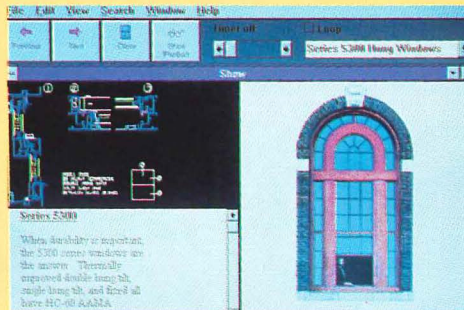 File Edit View Search Window Help
Timer off
Loop
Previous Next Close Show Product
Series 5300 Hung Windows
Show
Series 5300
When durability is important,
the 5300 series windows are
the answer. Thermally
improved double hung tilt,
single hung tilt, and fixed all
have HC-60 AAMA